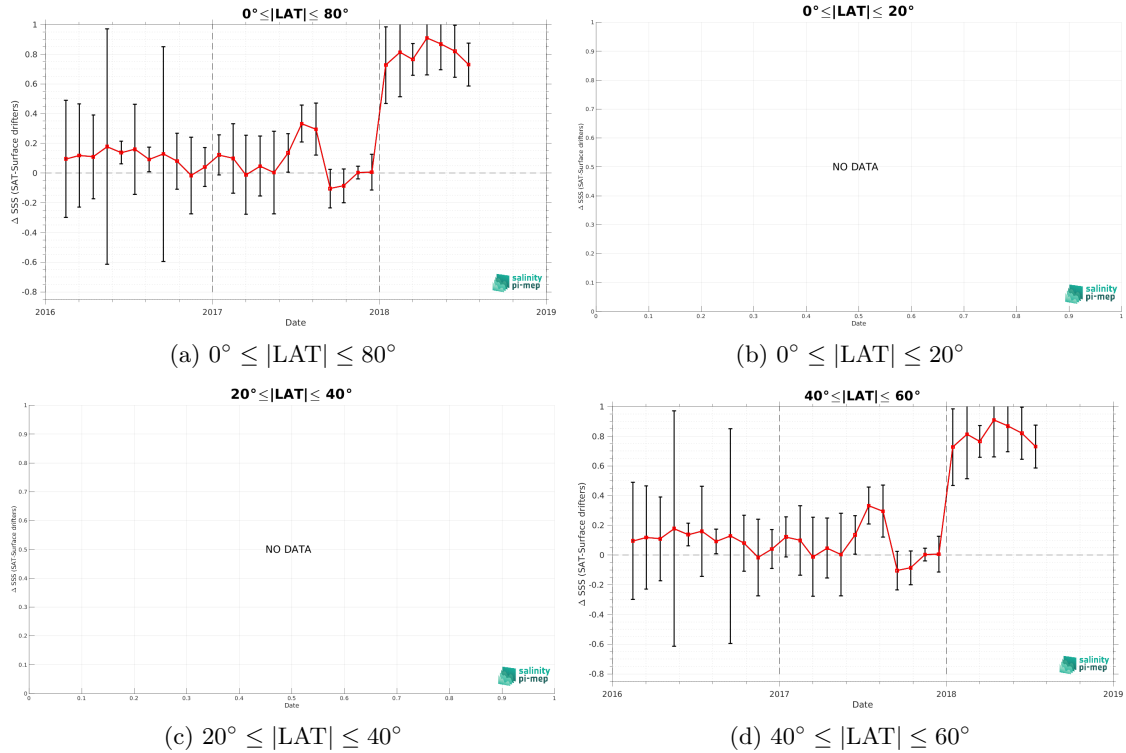 0°≤|LAT|≤ 80°
1
0.8
0.6
0.4
0.2
0
-0.2
-0.4
-0.6
-0.8
Δ SSS (SAT-Surface drifters)
2016
2017
2018
2019
Date
salinity
pi-mep
(a) 0° ≤ |LAT| ≤ 80°
0°≤|LAT|≤ 20°
1
0.9
0.8
0.7
0.6
0.5
0.4
0.3
0.2
0.1
0
Δ SSS (SAT-Surface drifters)
NO DATA
0 0.1 0.2 0.3 0.4 0.5 0.6 0.7 0.8 0.9 1
Date
salinity
pi-mep
(b) 0° ≤ |LAT| ≤ 20°
20°≤|LAT|≤ 40°
1
0.9
0.8
0.7
0.6
0.5
0.4
0.3
0.2
0.1
0
Δ SSS (SAT-Surface drifters)
NO DATA
0 0.1 0.2 0.3 0.4 0.5 0.6 0.7 0.8 0.9 1
Date
salinity
pi-mep
(c) 20° ≤ |LAT| ≤ 40°
40°≤|LAT|≤ 60°
1
0.8
0.6
0.4
0.2
0
-0.2
-0.4
-0.6
-0.8
Δ SSS (SAT-Surface drifters)
2016
2017
2018
2019
Date
salinity
pi-mep
(d) 40° ≤ |LAT| ≤ 60°